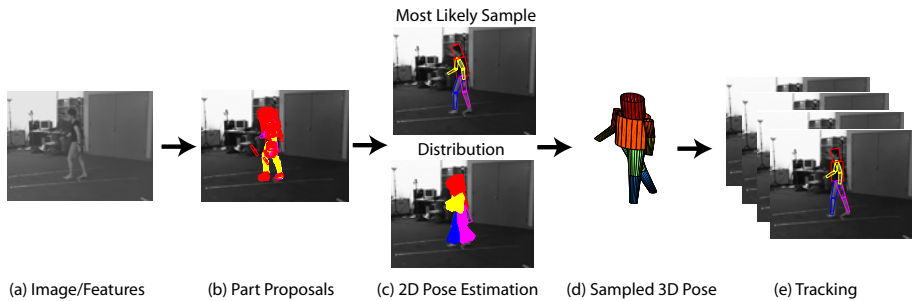 Most Likely Sample
Distribution
(a) Image/Features
(b) Part Proposals
(c) 2D Pose Estimation
(d) Sampled 3D Pose
(e) Tracking